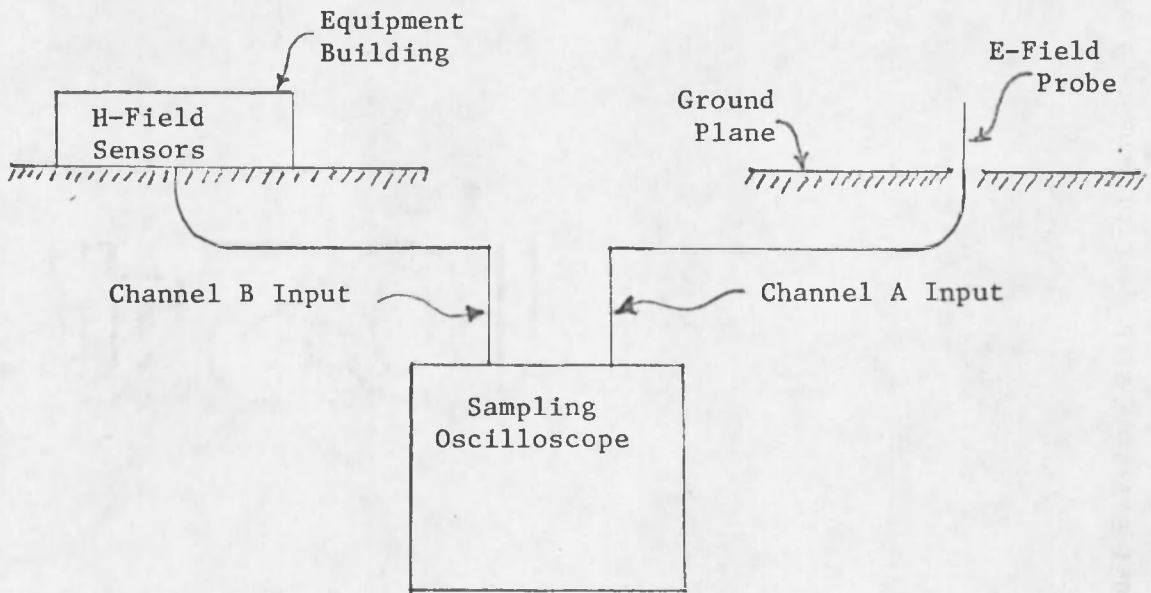 Equipment
Building
H-Field
Sensors
E-Field
Probe
Ground
Plane
Channel B Input
Channel A Input
Sampling
Oscilloscope